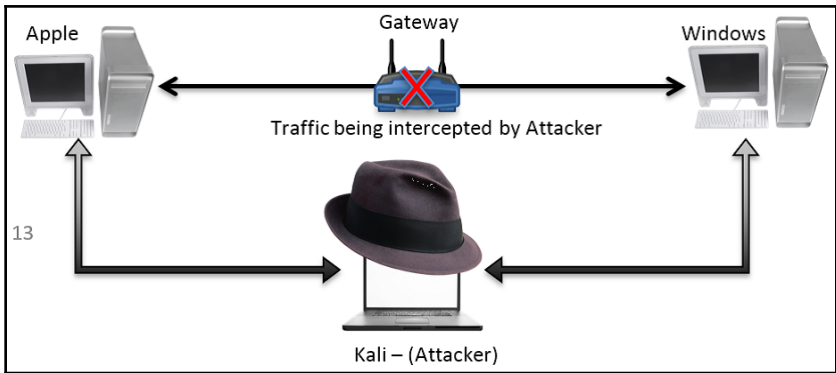 Gateway
Apple
Windows
Traffic being intercepted by Attacker
13
Kali – (Attacker)